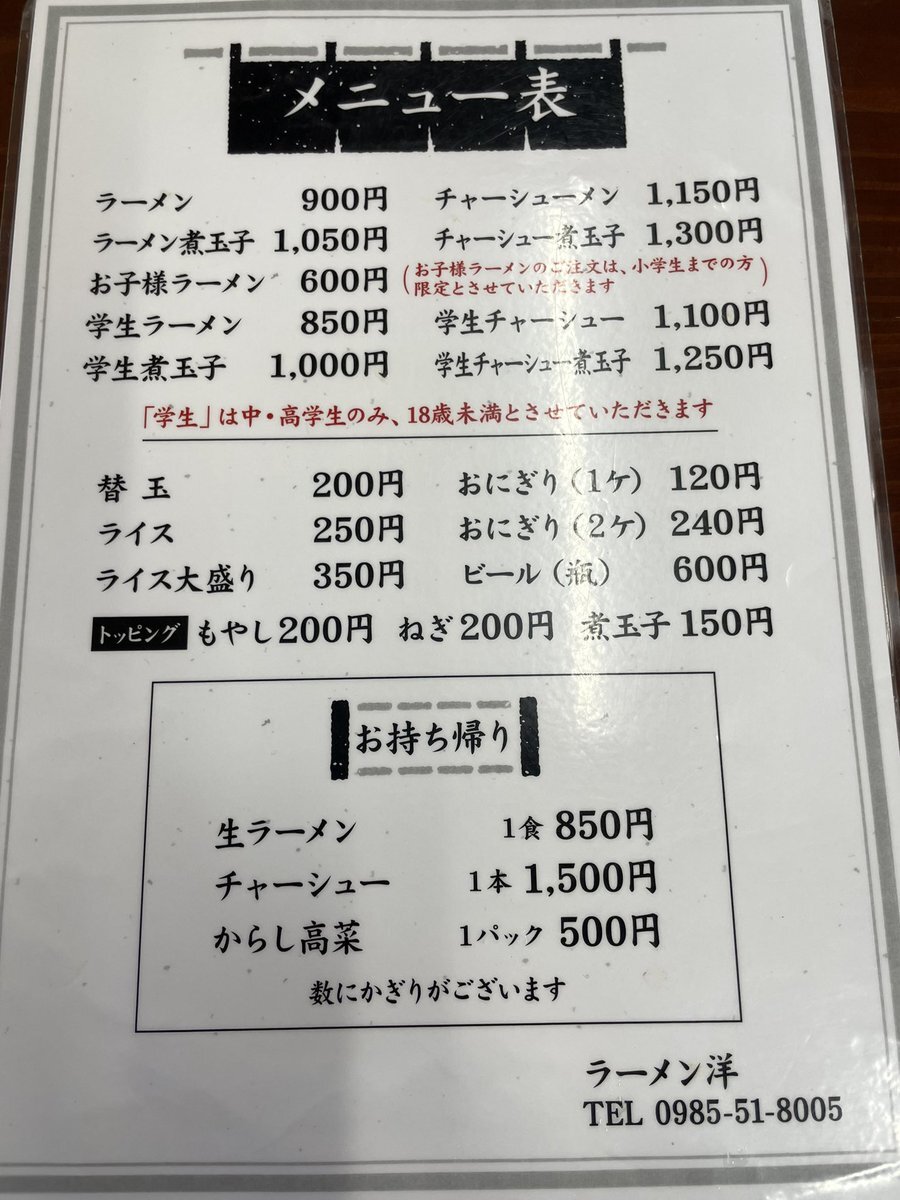 メニュー表
ラーメン 900円 チャーシューメン 1,150円
ラーメン煮玉子 1,050円 チャーシュー煮玉子 1,300円
お子様ラーメン 600円 (お子様ラーメンのご注文は、小学生までの方
限定とさせていただきます)
学生ラーメン 850円 学生チャーシュー 1,100円
学生煮玉子 1,000円 学生チャーシュー煮玉子 1,250円
「学生」は中・高学生のみ、18歳未満とさせていただきます
替玉 200円 おにぎり(1ケ) 120円
ライス 250円 おにぎり(2ケ) 240円
ライス大盛り 350円 ビール(瓶) 600円
トッピング もやし200円 ねぎ200円 煮玉子150円
お持ち帰り
生ラーメン 1食 850円
チャーシュー 1本 1,500円
からし高菜 1パック 500円
数にかぎりがございます
ラーメン洋
TEL 0985-51-8005